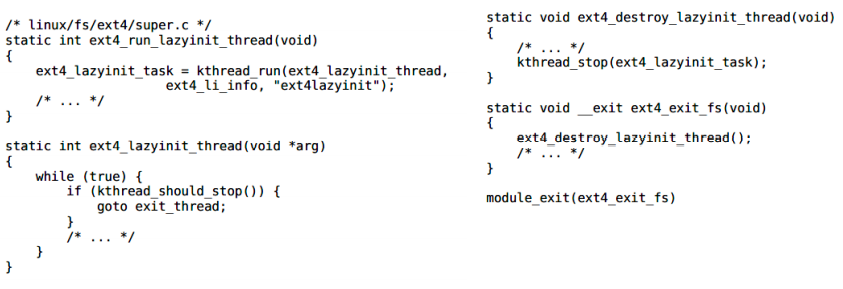 /* linux/fs/ext4/super.c */
static int ext4_run_lazyinit_thread(void)
{
    ext4_lazyinit_task = kthread_run(ext4_lazyinit_thread,
                     ext4_li_info, "ext4lazyinit");
    /* ... */
}

static int ext4_lazyinit_thread(void *arg)
{
    while (true) {
        if (kthread_should_stop()) {
            goto exit_thread;
        }
        /* ... */
    }
}

static void ext4_destroy_lazyinit_thread(void)
{
    /* ... */
    kthread_stop(ext4_lazyinit_task);
}

static void __exit ext4_exit_fs(void)
{
    ext4_destroy_lazyinit_thread();
    /* ... */
}

module_exit(ext4_exit_fs)